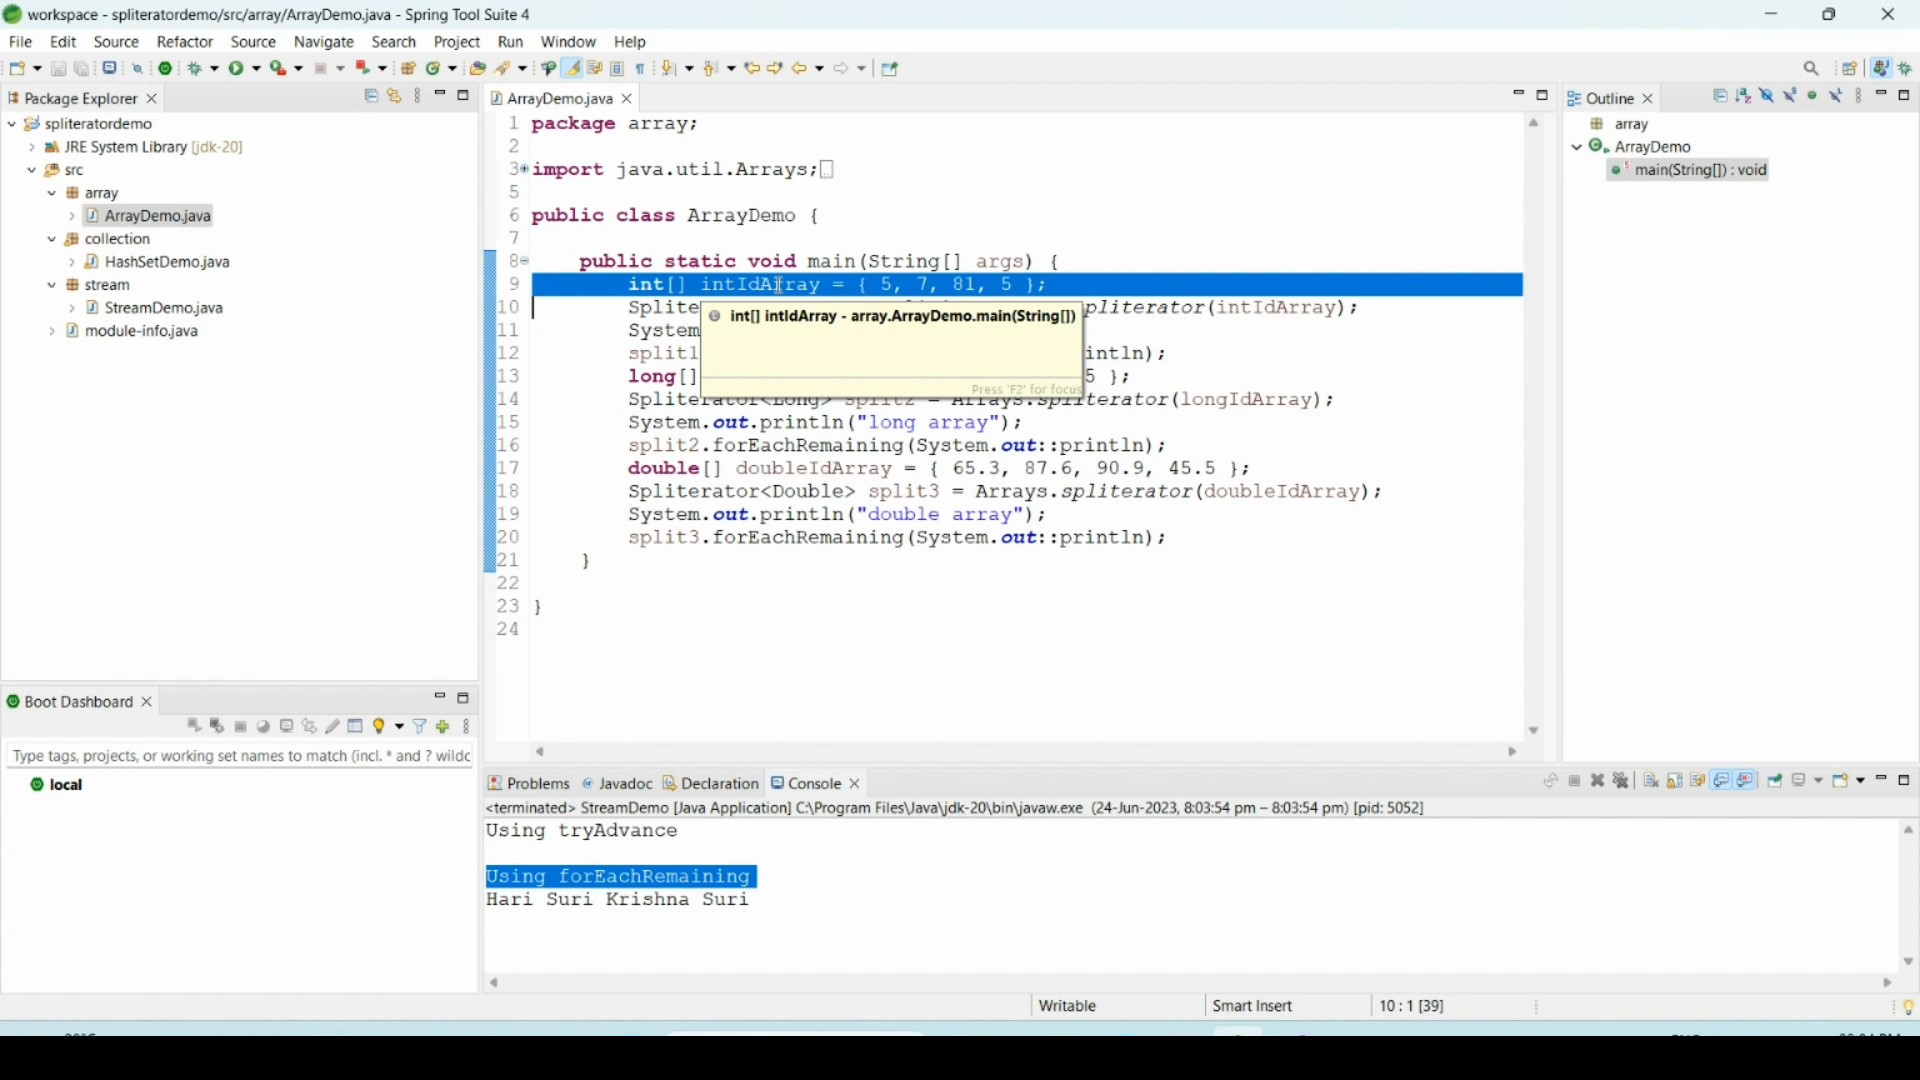 workspace - spliteratordemo/src/array/ArrayDemo.java - Spring Tool Suite 4
File Edit Source Refactor Source Navigate Search Project Run Window Help
Package Explorer
spliteratordemo
JRE System Library [jdk-20]
src
array
ArrayDemo.java
collection
HashSetDemo.java
stream
StreamDemo.java
module-info.java
Boot Dashboard
Type tags, projects, or working set names to match (incl. * and ? wildc
local
ArrayDemo.java
1 package array;
2
3 import java.util.Arrays;
5
6 public class ArrayDemo {
7
8 public static void main(String[] args) {
9 int[] intIdArray = { 5, 7, 81, 5 };
10 Splite pliterator(intIdArray);
11 System
12 split1 intln);
13 long[] 5 };
14 Spliterator<Long> split2 = Arrays.spliterator(longIdArray);
15 System.out.println("long array");
16 split2.forEachRemaining(System.out::println);
17 double[] doubleIdArray = { 65.3, 87.6, 90.9, 45.5 };
18 Spliterator<Double> split3 = Arrays.spliterator(doubleIdArray);
19 System.out.println("double array");
20 split3.forEachRemaining(System.out::println);
21 }
22
23 }
24
int[] intIdArray - array.ArrayDemo.main(String[])
Press 'F2' for focus
Outline
array
ArrayDemo
main(String[]) : void
Problems Javadoc Declaration Console
<terminated> StreamDemo [Java Application] C:\Program Files\Java\jdk-20\bin\javaw.exe (24-Jun-2023, 8:03:54 pm – 8:03:54 pm) [pid: 5052]
Using tryAdvance
Using forEachRemaining
Hari Suri Krishna Suri
Writable Smart Insert 10 : 1 [39]